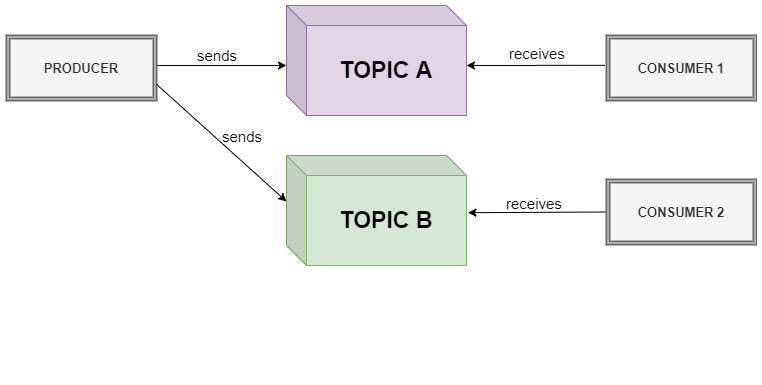 PRODUCER
sends
TOPIC A
receives
CONSUMER 1
sends
TOPIC B
receives
CONSUMER 2